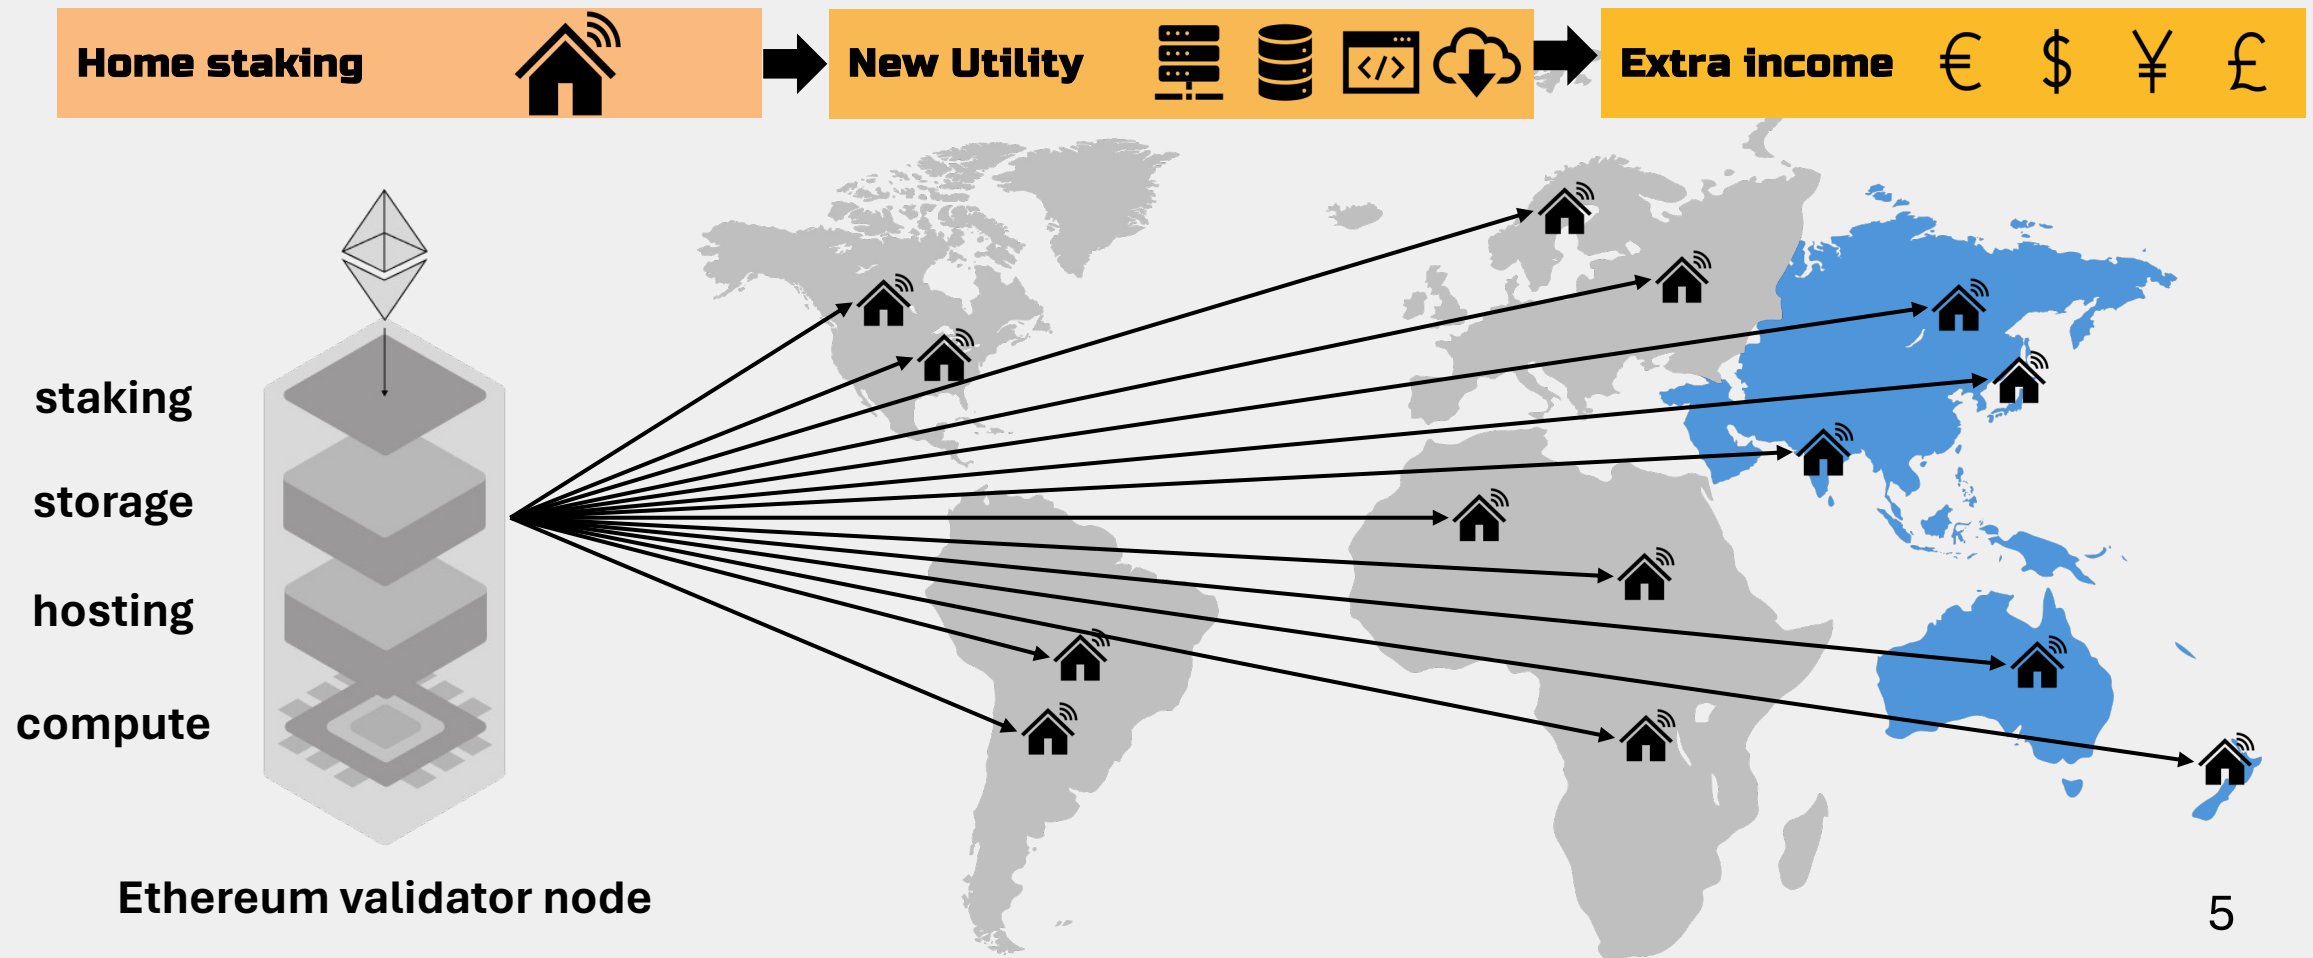 Home staking
New Utility
</>
Extra income € $ ¥ £
staking
storage
hosting
compute
Ethereum validator node
5